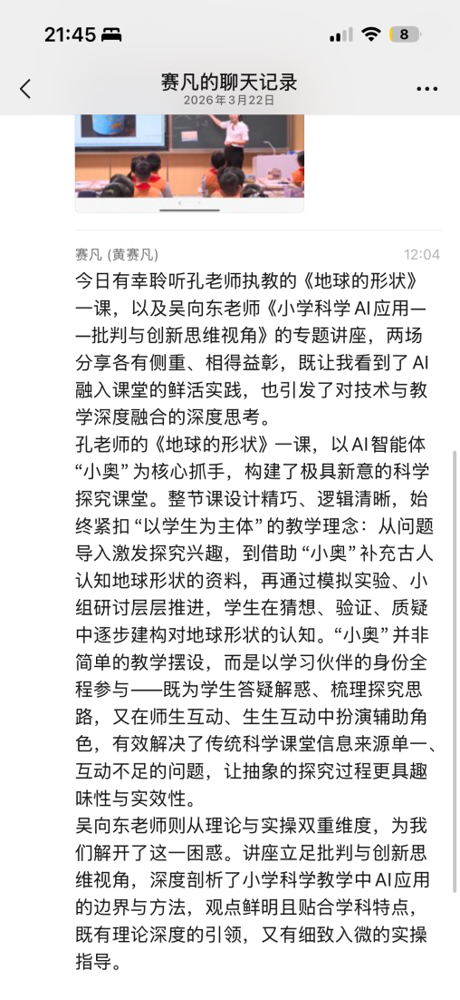 21:45
8
赛凡的聊天记录
2026年3月22日
赛凡 (黄赛凡)
12:04
今日有幸聆听孔老师执教的《地球的形状》
一课，以及吴向东老师《小学科学AI应用—
—批判与创新思维视角》的专题讲座，两场
分享各有侧重、相得益彰，既让我看到了AI
融入课堂的鲜活实践，也引发了对技术与教
学深度融合的深度思考。
孔老师的《地球的形状》一课，以AI智能体
“小奥”为核心抓手，构建了极具新意的科学
探究课堂。整节课设计精巧、逻辑清晰，始
终紧扣“以学生为主体”的教学理念：从问题
导入激发探究兴趣，到借助“小奥”补充古人
认知地球形状的资料，再通过模拟实验、小
组研讨层层推进，学生在猜想、验证、质疑
中逐步建构对地球形状的认知。“小奥”并非
简单的教学摆设，而是以学习伙伴的身份全
程参与——既为学生答疑解惑、梳理探究思
路，又在师生互动、生生互动中扮演辅助角
色，有效解决了传统科学课堂信息来源单一、
互动不足的问题，让抽象的探究过程更具趣
味性与实效性。
吴向东老师则从理论与实操双重维度，为我
们解开了这一困惑。讲座立足批判与创新思
维视角，深度剖析了小学科学教学中AI应用
的边界与方法，观点鲜明且贴合学科特点，
既有理论深度的引领，又有细致入微的实操
指导。